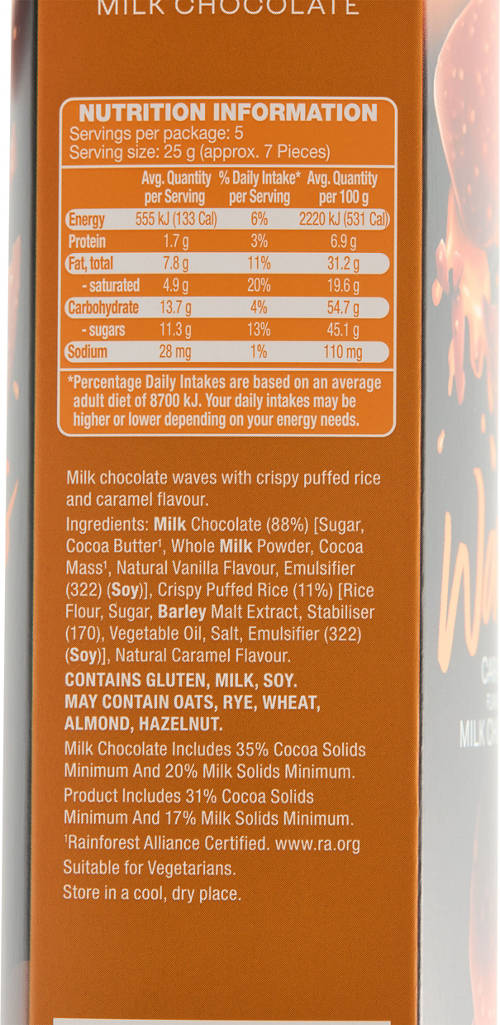 MILK CHOCOLATE
NUTRITION INFORMATION
Servings per package: 5
Serving size: 25 g (approx. 7 Pieces)
Avg. Quantity % Daily Intake* Avg. Quantity
per Serving per Serving per 100 g
Energy 555 kJ (133 Cal) 6% 2220 kJ (531 Cal)
Protein 1.7 g 3% 6.9 g
Fat, total 7.8 g 11% 31.2 g
- saturated 4.9 g 20% 19.6 g
Carbohydrate 13.7 g 4% 54.7 g
- sugars 11.3 g 13% 45.1 g
Sodium 28 mg 1% 110 mg
*Percentage Daily Intakes are based on an average
adult diet of 8700 kJ. Your daily intakes may be
higher or lower depending on your energy needs.
Milk chocolate waves with crispy puffed rice
and caramel flavour.
Ingredients: Milk Chocolate (88%) [Sugar,
Cocoa Butter¹, Whole Milk Powder, Cocoa
Mass¹, Natural Vanilla Flavour, Emulsifier
(322) (Soy)], Crispy Puffed Rice (11%) [Rice
Flour, Sugar, Barley Malt Extract, Stabiliser
(170), Vegetable Oil, Salt, Emulsifier (322)
(Soy)], Natural Caramel Flavour.
CONTAINS GLUTEN, MILK, SOY.
MAY CONTAIN OATS, RYE, WHEAT,
ALMOND, HAZELNUT.
Milk Chocolate Includes 35% Cocoa Solids
Minimum And 20% Milk Solids Minimum.
Product Includes 31% Cocoa Solids
Minimum And 17% Milk Solids Minimum.
¹Rainforest Alliance Certified. www.ra.org
Suitable for Vegetarians.
Store in a cool, dry place.
MILK